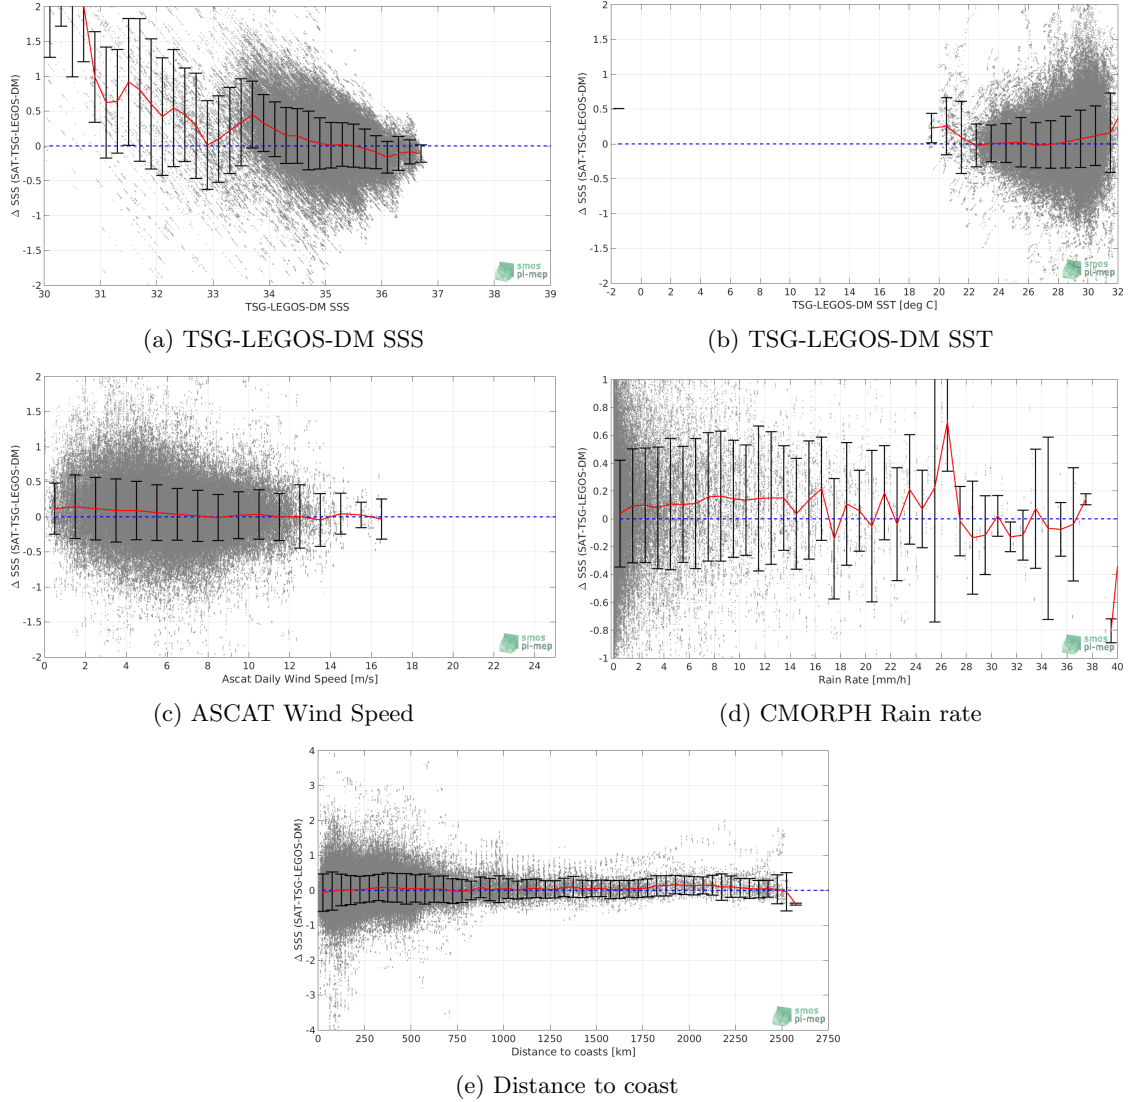 2
1.5
1
0.5
0
-0.5
-1
-1.5
-2
Δ SSS (SAT-TSG-LEGOS-DM)
30 31 32 33 34 35 36 37 38 39
TSG-LEGOS-DM SSS
smos
pi-mep
(a) TSG-LEGOS-DM SSS
2
1.5
1
0.5
0
-0.5
-1
-1.5
-2
Δ SSS (SAT-TSG-LEGOS-DM)
-2 0 2 4 6 8 10 12 14 16 18 20 22 24 26 28 30 32
TSG-LEGOS-DM SST [deg C]
smos
pi-mep
(b) TSG-LEGOS-DM SST
2
1.5
1
0.5
0
-0.5
-1
-1.5
-2
Δ SSS (SAT-TSG-LEGOS-DM)
0 2 4 6 8 10 12 14 16 18 20 22 24
Ascat Daily Wind Speed [m/s]
smos
pi-mep
(c) ASCAT Wind Speed
1
0.8
0.6
0.4
0.2
0
-0.2
-0.4
-0.6
-0.8
-1
Δ SSS (SAT-TSG-LEGOS-DM)
0 2 4 6 8 10 12 14 16 18 20 22 24 26 28 30 32 34 36 38 40
Rain Rate [mm/h]
smos
pi-mep
(d) CMORPH Rain rate
4
3
2
1
0
-1
-2
-3
-4
Δ SSS (SAT-TSG-LEGOS-DM)
0 250 500 750 1000 1250 1500 1750 2000 2250 2500 2750
Distance to coasts [km]
smos
pi-mep
(e) Distance to coast